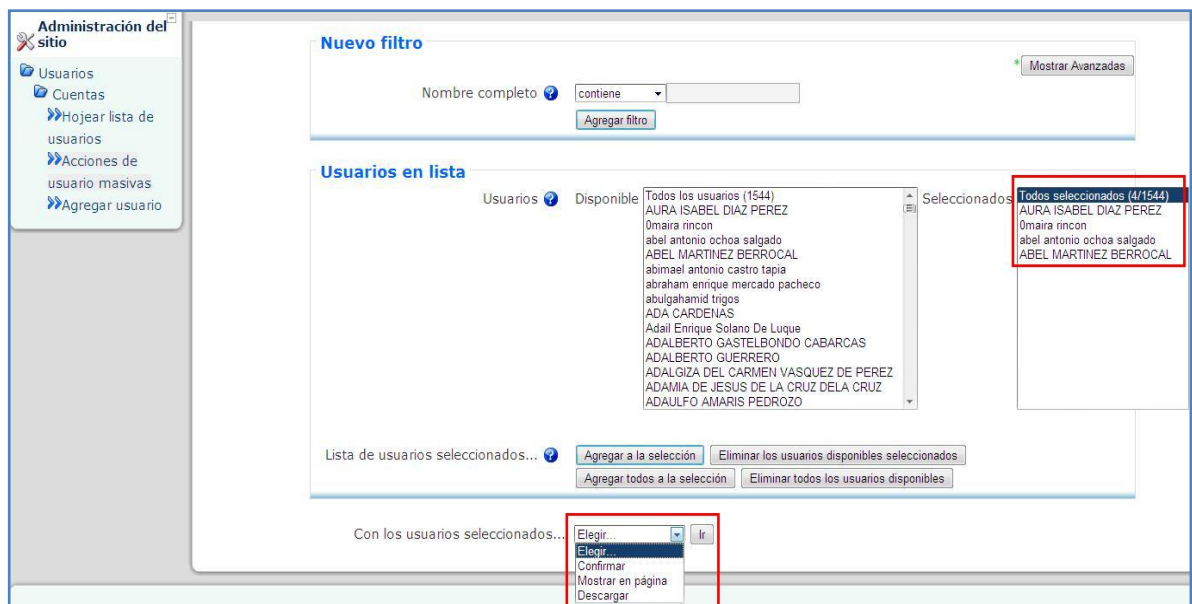 Administración del
sitio
Usuarios
Cuentas
Hojear lista de
usuarios
Acciones de
usuario masivas
Agregar usuario
Nuevo filtro
* Mostrar Avanzadas
Nombre completo contiene
Agregar filtro
Usuarios en lista
Usuarios Disponible
Todos los usuarios (1544)
AURA ISABEL DIAZ PEREZ
0maira rincon
abel antonio ochoa salgado
ABEL MARTINEZ BERROCAL
abimael antonio castro tapia
abraham enrique mercado pacheco
abulgahamid trigos
ADA CARDENAS
Adail Enrique Solano De Luque
ADALBERTO GASTELBONDO CABARCAS
ADALBERTO GUERRERO
ADALGIZA DEL CARMEN VASQUEZ DE PEREZ
ADAMIA DE JESUS DE LA CRUZ DELA CRUZ
ADAULFO AMARIS PEDROZO
Seleccionados
Todos seleccionados (4/1544)
AURA ISABEL DIAZ PEREZ
0maira rincon
abel antonio ochoa salgado
ABEL MARTINEZ BERROCAL
Lista de usuarios seleccionados... Agregar a la selección Eliminar los usuarios disponibles seleccionados
Agregar todos a la selección Eliminar todos los usuarios disponibles
Con los usuarios seleccionados... Elegir... Ir
Elegir...
Confirmar
Mostrar en página
Descargar